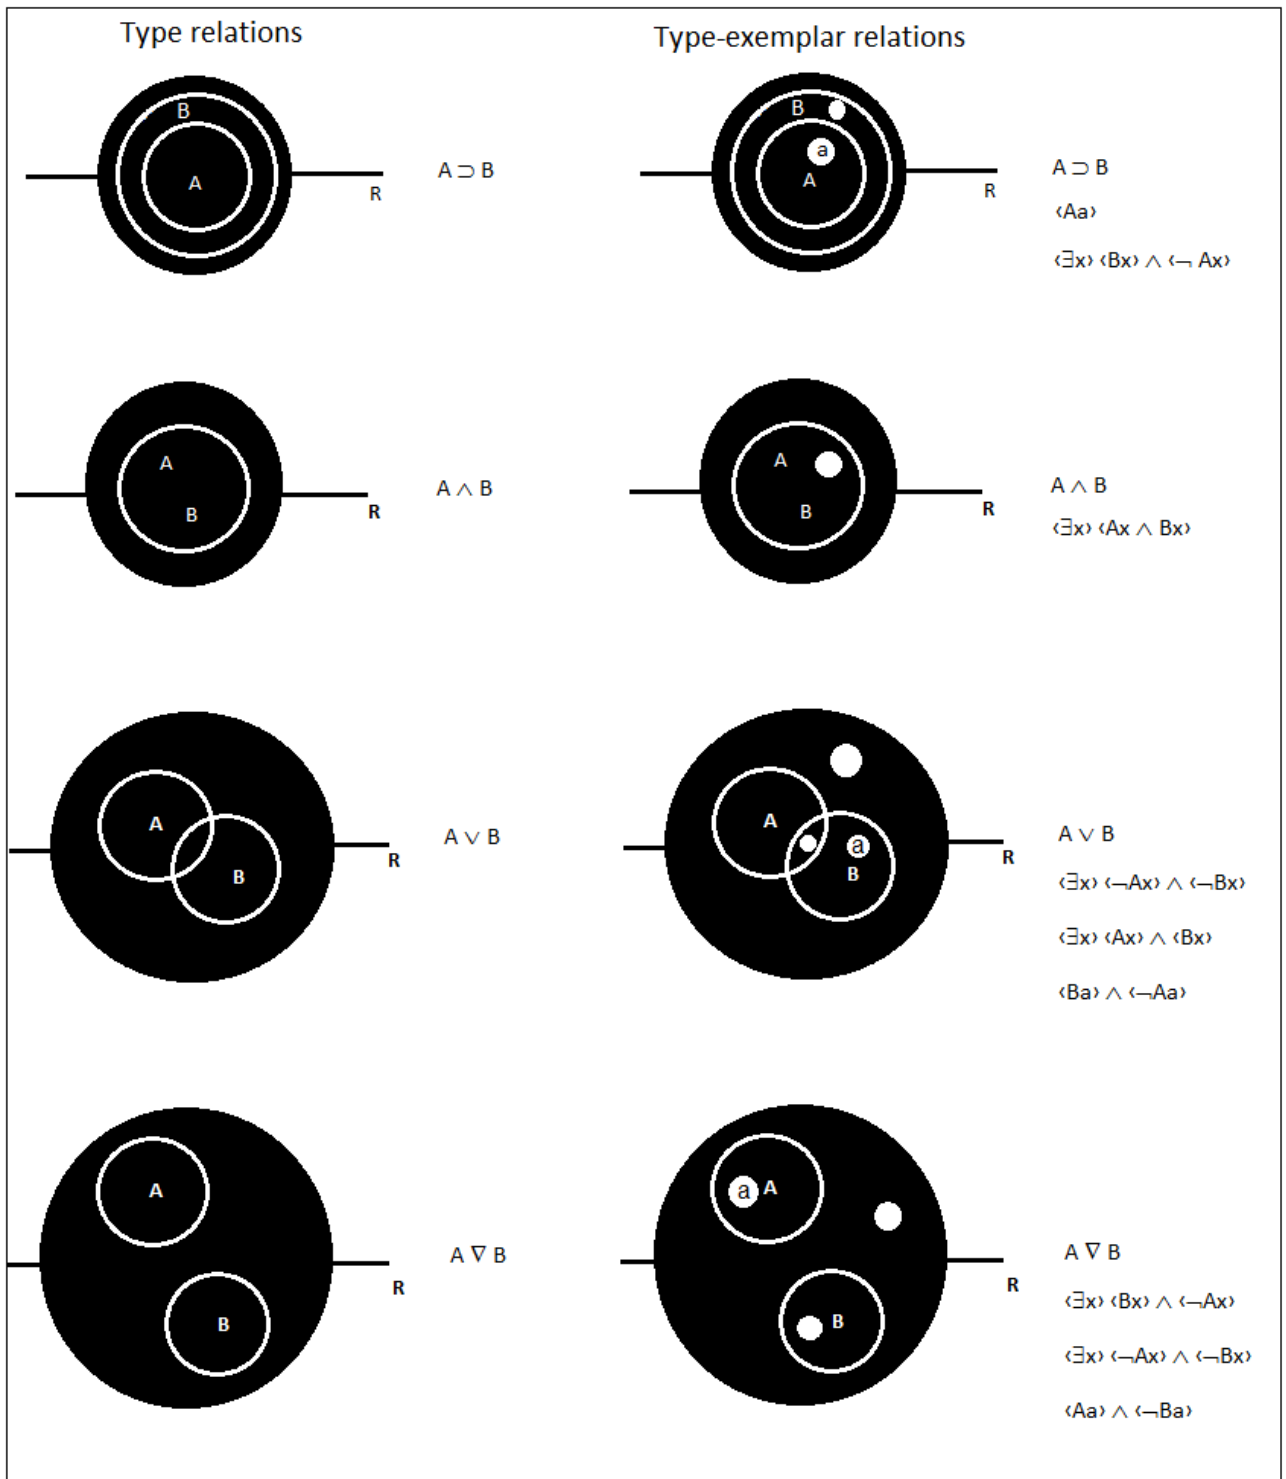 Type relations
Type-exemplar relations
B
A
R
A ⊃ B
B
a
A
R
A ⊃ B
‹Aa›
‹∃x› ‹Bx› ∧ ‹¬ Ax›
A
B
R
A ∧ B
A
B
R
A ∧ B
‹∃x› ‹Ax ∧ Bx›
A
B
R
A ∨ B
A
a
B
R
A ∨ B
‹∃x› ‹¬Ax› ∧ ‹¬Bx›
‹∃x› ‹Ax› ∧ ‹Bx›
‹Ba› ∧ ‹¬Aa›
A
B
R
A ∇ B
a A
B
R
A ∇ B
‹∃x› ‹Bx› ∧ ‹¬Ax›
‹∃x› ‹¬Ax› ∧ ‹¬Bx›
‹Aa› ∧ ‹¬Ba›